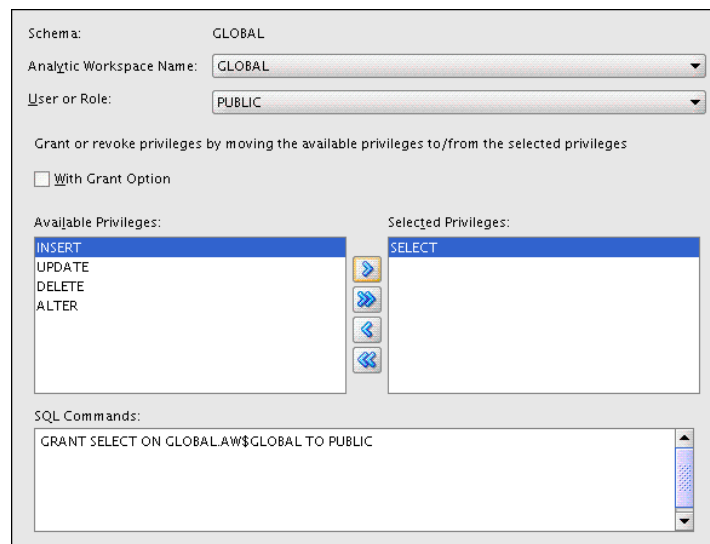 Schema: GLOBAL
Analytic Workspace Name: GLOBAL
User or Role: PUBLIC
Grant or revoke privileges by moving the available privileges to/from the selected privileges
With Grant Option
Available Privileges: Selected Privileges:
INSERT SELECT
UPDATE
DELETE
ALTER
SQL Commands:
GRANT SELECT ON GLOBAL.AW$GLOBAL TO PUBLIC